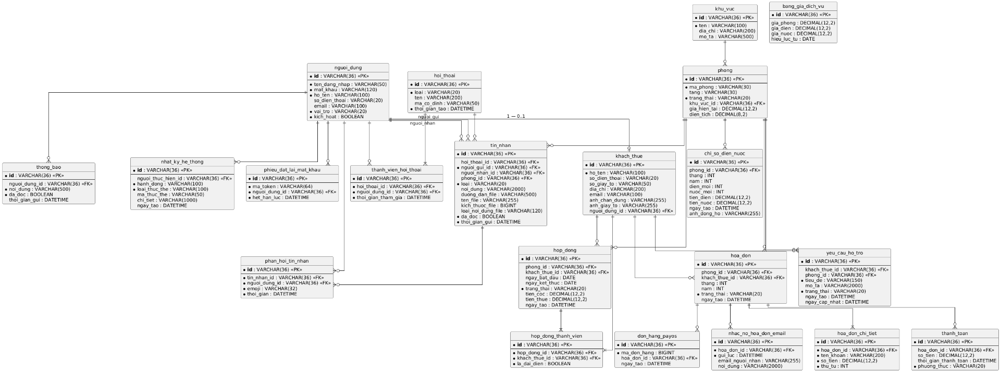 khu_vuc
id : VARCHAR(36) «PK»
ten : VARCHAR(100)
dia_chi : VARCHAR(200)
mo_ta : VARCHAR(500)
bang_gia_dich_vu
id : VARCHAR(36) «PK»
gia_phong : DECIMAL(12,2)
gia_dien : DECIMAL(12,2)
gia_nuoc : DECIMAL(12,2)
hieu_luc_tu : DATE
nguoi_dung
id : VARCHAR(36) «PK»
ten_dang_nhap : VARCHAR(50)
mat_khau : VARCHAR(120)
ho_ten : VARCHAR(100)
so_dien_thoai : VARCHAR(20)
email : VARCHAR(100)
vai_tro : VARCHAR(20)
kich_hoat : BOOLEAN
hoi_thoai
id : VARCHAR(36) «PK»
loai : VARCHAR(20)
ten : VARCHAR(200)
ma_co_dinh : VARCHAR(50)
thoi_gian_tao : DATETIME
phong
id : VARCHAR(36) «PK»
ma_phong : VARCHAR(30)
tang : VARCHAR(30)
trang_thai : VARCHAR(20)
khu_vuc_id : VARCHAR(36) «FK»
gia_hien_tai : DECIMAL(12,2)
dien_tich : DECIMAL(8,2)
nguoi_gui
nguoi_nhan
1 — 0..1
thong_bao
id : VARCHAR(36) «PK»
nguoi_dung_id : VARCHAR(36) «FK»
noi_dung : VARCHAR(500)
da_doc : BOOLEAN
thoi_gian_gui : DATETIME
nhat_ky_he_thong
id : VARCHAR(36) «PK»
nguoi_thuc_hien_id : VARCHAR(36) «FK»
hanh_dong : VARCHAR(100)
loai_thuc_the : VARCHAR(100)
ma_thuc_the : VARCHAR(50)
chi_tiet : VARCHAR(1000)
ngay_tao : DATETIME
phieu_dat_lai_mat_khau
id : VARCHAR(36) «PK»
ma_token : VARCHAR(64)
nguoi_dung_id : VARCHAR(36) «FK»
het_han_luc : DATETIME
thanh_vien_hoi_thoai
id : VARCHAR(36) «PK»
hoi_thoai_id : VARCHAR(36) «FK»
nguoi_dung_id : VARCHAR(36) «FK»
thoi_gian_tham_gia : DATETIME
tin_nhan
id : VARCHAR(36) «PK»
hoi_thoai_id : VARCHAR(36) «FK»
nguoi_gui_id : VARCHAR(36) «FK»
nguoi_nhan_id : VARCHAR(36) «FK»
phong_id : VARCHAR(36) «FK»
loai : VARCHAR(20)
noi_dung : VARCHAR(2000)
duong_dan_file : VARCHAR(500)
ten_file : VARCHAR(255)
kich_thuoc_file : BIGINT
loai_noi_dung_file : VARCHAR(120)
da_doc : BOOLEAN
thoi_gian_gui : DATETIME
khach_thue
id : VARCHAR(36) «PK»
ho_ten : VARCHAR(100)
so_dien_thoai : VARCHAR(20)
so_giay_to : VARCHAR(50)
dia_chi : VARCHAR(200)
email : VARCHAR(100)
anh_chan_dung : VARCHAR(255)
anh_giay_to : VARCHAR(255)
nguoi_dung_id : VARCHAR(36) «FK»
chi_so_dien_nuoc
id : VARCHAR(36) «PK»
phong_id : VARCHAR(36) «FK»
thang : INT
nam : INT
dien_moi : INT
nuoc_moi : INT
tien_dien : DECIMAL(12,2)
tien_nuoc : DECIMAL(12,2)
ngay_tao : DATETIME
anh_dong_ho : VARCHAR(255)
phan_hoi_tin_nhan
id : VARCHAR(36) «PK»
tin_nhan_id : VARCHAR(36) «FK»
nguoi_dung_id : VARCHAR(36) «FK»
emoji : VARCHAR(32)
thoi_gian : DATETIME
hop_dong
id : VARCHAR(36) «PK»
phong_id : VARCHAR(36) «FK»
khach_thue_id : VARCHAR(36) «FK»
ngay_bat_dau : DATE
ngay_ket_thuc : DATE
trang_thai : VARCHAR(20)
tien_coc : DECIMAL(12,2)
tien_thue : DECIMAL(12,2)
ngay_tao : DATETIME
hoa_don
id : VARCHAR(36) «PK»
phong_id : VARCHAR(36) «FK»
khach_thue_id : VARCHAR(36) «FK»
thang : INT
nam : INT
trang_thai : VARCHAR(20)
ngay_tao : DATETIME
yeu_cau_ho_tro
id : VARCHAR(36) «PK»
khach_thue_id : VARCHAR(36) «FK»
phong_id : VARCHAR(36) «FK»
tieu_de : VARCHAR(150)
mo_ta : VARCHAR(2000)
trang_thai : VARCHAR(20)
ngay_tao : DATETIME
ngay_cap_nhat : DATETIME
hop_dong_thanh_vien
id : VARCHAR(36) «PK»
hop_dong_id : VARCHAR(36) «FK»
khach_thue_id : VARCHAR(36) «FK»
la_dai_dien : BOOLEAN
don_hang_payos
id : VARCHAR(36) «PK»
ma_don_hang : BIGINT
hoa_don_id : VARCHAR(36) «FK»
ngay_tao : DATETIME
nhac_no_hoa_don_email
id : VARCHAR(36) «PK»
hoa_don_id : VARCHAR(36) «FK»
gui_luc : DATETIME
email_nguoi_nhan : VARCHAR(255)
noi_dung : VARCHAR(2000)
hoa_don_chi_tiet
id : VARCHAR(36) «PK»
hoa_don_id : VARCHAR(36) «FK»
ten_khoan : VARCHAR(200)
so_tien : DECIMAL(12,2)
thu_tu : INT
thanh_toan
id : VARCHAR(36) «PK»
hoa_don_id : VARCHAR(36) «FK»
so_tien : DECIMAL(12,2)
thoi_gian_thanh_toan : DATETIME
phuong_thuc : VARCHAR(20)